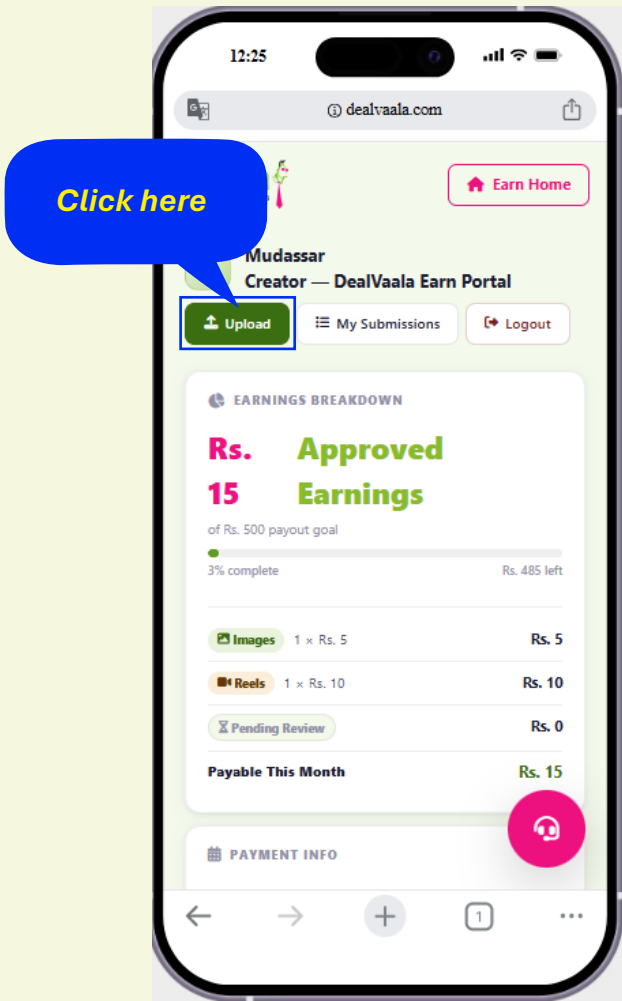 12:25
dealvaala.com
Click here
Earn Home
Mudassar
Creator — DealVaala Earn Portal
Upload
My Submissions
Logout
EARNINGS BREAKDOWN
Rs. 15
Approved Earnings
of Rs. 500 payout goal
3% complete
Rs. 485 left
Images 1 × Rs. 5 Rs. 5
Reels 1 × Rs. 10 Rs. 10
Pending Review Rs. 0
Payable This Month Rs. 15
PAYMENT INFO
1